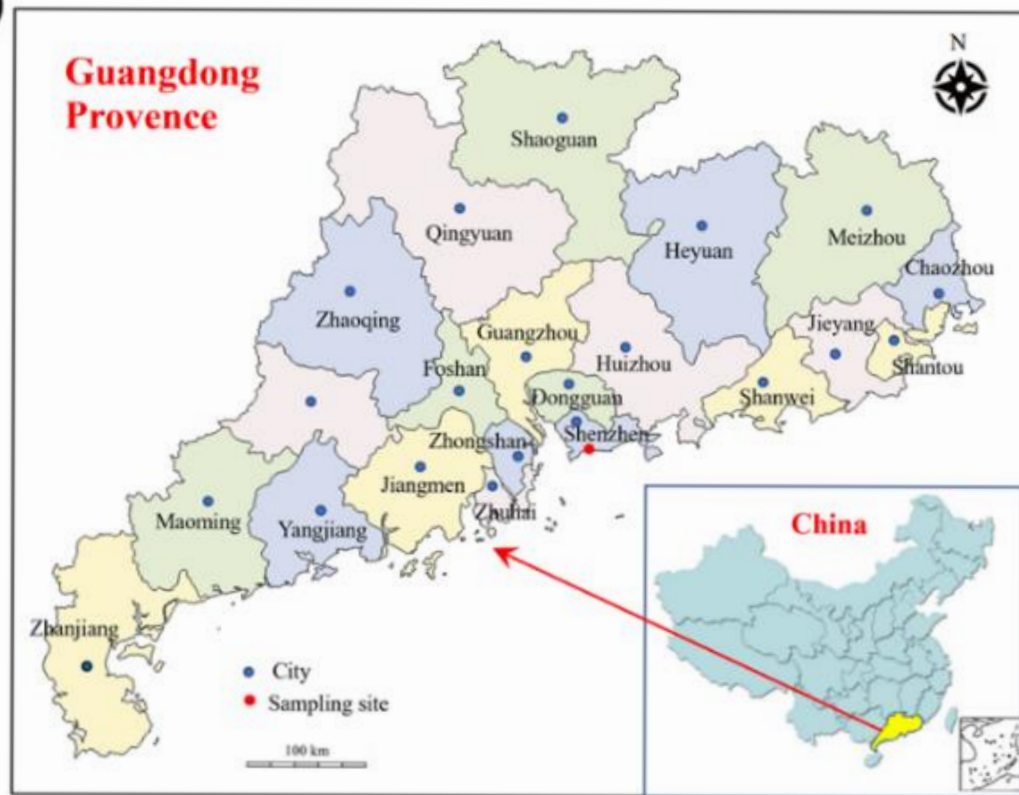 Guangdong
Provence
N
Shaoguan
Qingyuan
Heyuan
Meizhou
Chaozhou
Zhaoqing
Guangzhou
Jieyang
Foshan
Huizhou
Shantou
Dongguan
Shanwei
Zhongshan
Shenzhen
Jiangmen
Maoming
Yangjiang
Zhuhai
Zhanjiang
City
Sampling site
100 km
China